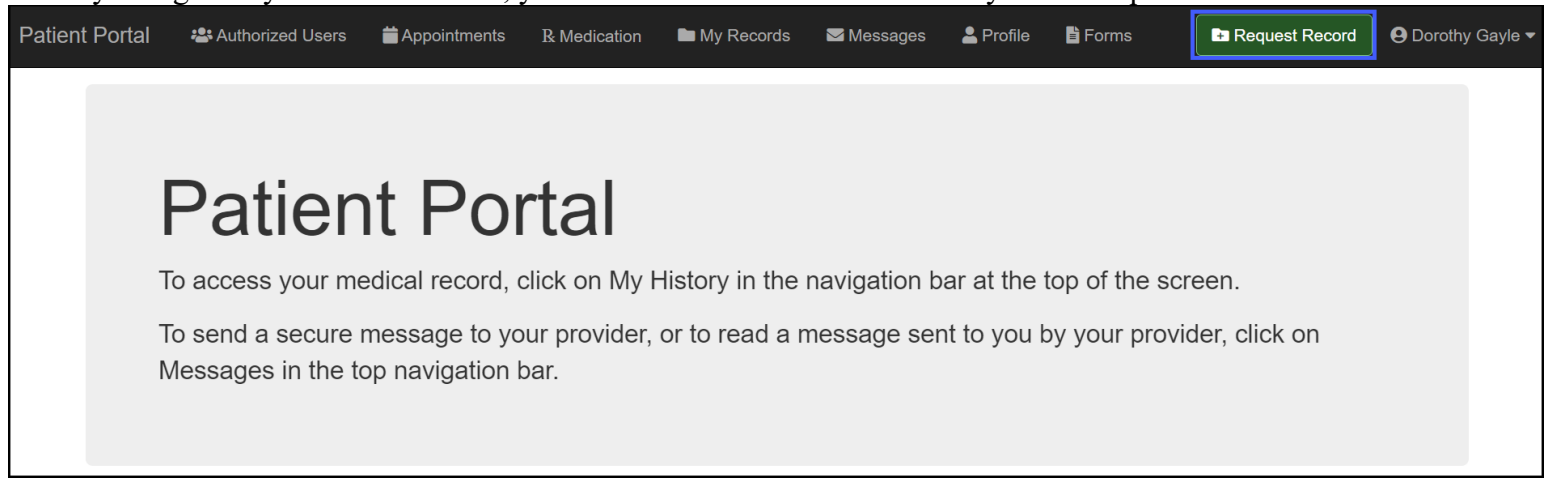 Patient Portal Authorized Users Appointments ℞ Medication My Records Messages Profile Forms Request Record Dorothy Gayle
Patient Portal
To access your medical record, click on My History in the navigation bar at the top of the screen.
To send a secure message to your provider, or to read a message sent to you by your provider, click on
Messages in the top navigation bar.